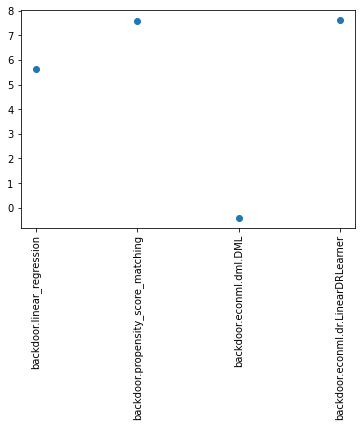 8
7
6
5
4
3
2
1
0
backdoor.linear_regression
backdoor.propensity_score_matching
backdoor.econml.dml.DML
backdoor.econml.dr.LinearDRLearner